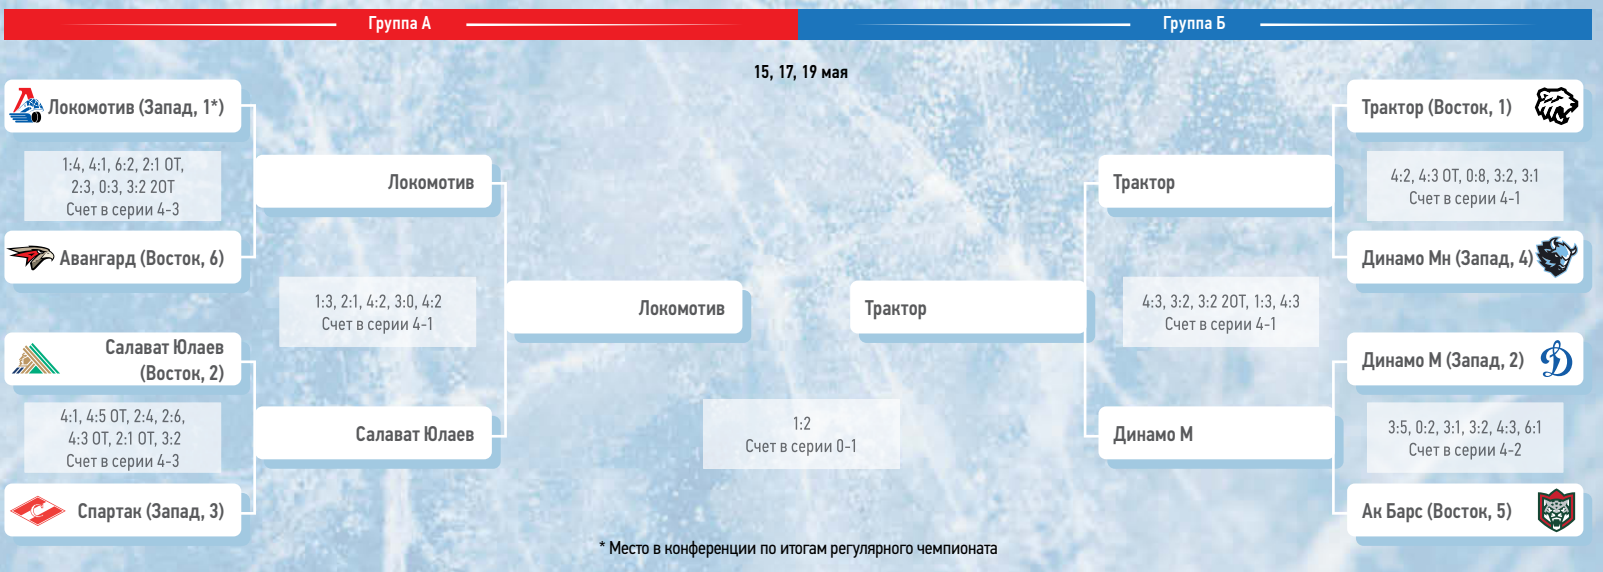 Группа А
Группа Б
15, 17, 19 мая
Локомотив (Запад, 1*)
1:4, 4:1, 6:2, 2:1 ОТ,
2:3, 0:3, 3:2 2ОТ
Счет в серии 4-3
Авангард (Восток, 6)
Салават Юлаев
(Восток, 2)
4:1, 4:5 ОТ, 2:4, 2:6,
4:3 ОТ, 2:1 ОТ, 3:2
Счет в серии 4-3
Спартак (Запад, 3)
Локомотив
1:3, 2:1, 4:2, 3:0, 4:2
Счет в серии 4-1
Салават Юлаев
Локомотив
1:2
Счет в серии 0-1
Трактор
Трактор
4:3, 3:2, 3:2 2ОТ, 1:3, 4:3
Счет в серии 4-1
Динамо М
Трактор (Восток, 1)
4:2, 4:3 ОТ, 0:8, 3:2, 3:1
Счет в серии 4-1
Динамо Мн (Запад, 4)
Динамо М (Запад, 2)
3:5, 0:2, 3:1, 3:2, 4:3, 6:1
Счет в серии 4-2
Ак Барс (Восток, 5)
* Место в конференции по итогам регулярного чемпионата